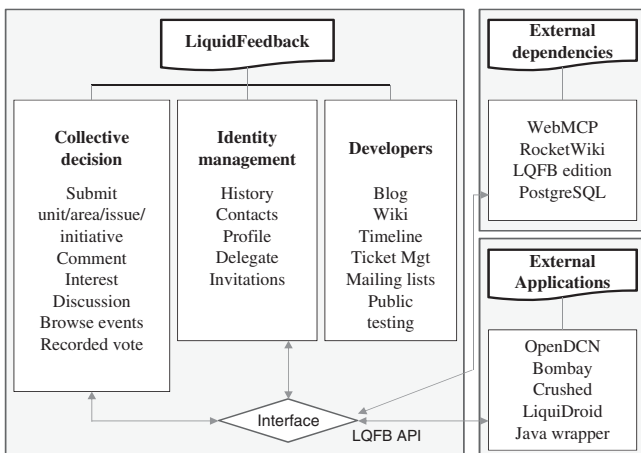 LiquidFeedback
Collective
decision
Submit
unit/area/issue/
initiative
Comment
Interest
Discussion
Browse events
Recorded vote
Identity
management
History
Contacts
Profile
Delegate
Invitations
Developers
Blog
Wiki
Timeline
Ticket Mgt
Mailing lists
Public
testing
Interface
LQFB API
External
dependencies
WebMCP
RocketWiki
LQFB edition
PostgreSQL
External
Applications
OpenDCN
Bombay
Crushed
LiquiDroid
Java wrapper